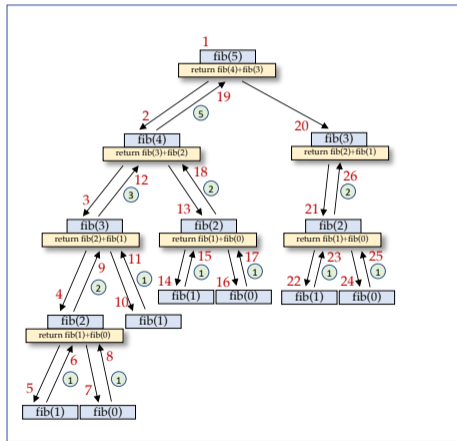 1
fib(5)
return fib(4)+fib(3)
2
19
5
20
fib(4)
return fib(3)+fib(2)
fib(3)
return fib(2)+fib(1)
3
12
3
13
18
2
21
26
2
fib(3)
return fib(2)+fib(1)
fib(2)
return fib(1)+fib(0)
fib(2)
return fib(1)+fib(0)
4
9
2
10
11
1
14
15
1
16
17
1
22
23
1
24
25
1
fib(1)
fib(0)
fib(1)
fib(0)
fib(2)
return fib(1)+fib(0)
fib(1)
5
6
1
7
8
1
fib(1)
fib(0)